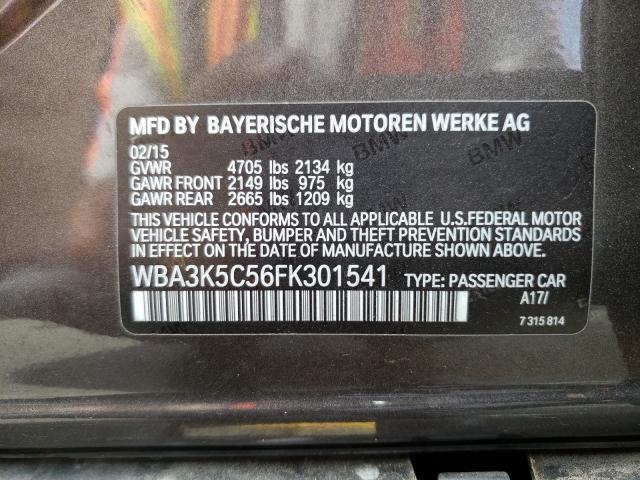 MFD BY BAYERISCHE MOTOREN WERKE AG
02/15
GVWR 4705 lbs 2134 kg
GAWR FRONT 2149 lbs 975 kg
GAWR REAR 2665 lbs 1209 kg
THIS VEHICLE CONFORMS TO ALL APPLICABLE U.S.FEDERAL MOTOR
VEHICLE SAFETY, BUMPER AND THEFT PREVENTION STANDARDS
IN EFFECT ON THE DATE OF MANUFACTURE SHOWN ABOVE.
WBA3K5C56FK301541 TYPE: PASSENGER CAR
A17/
7 315 814